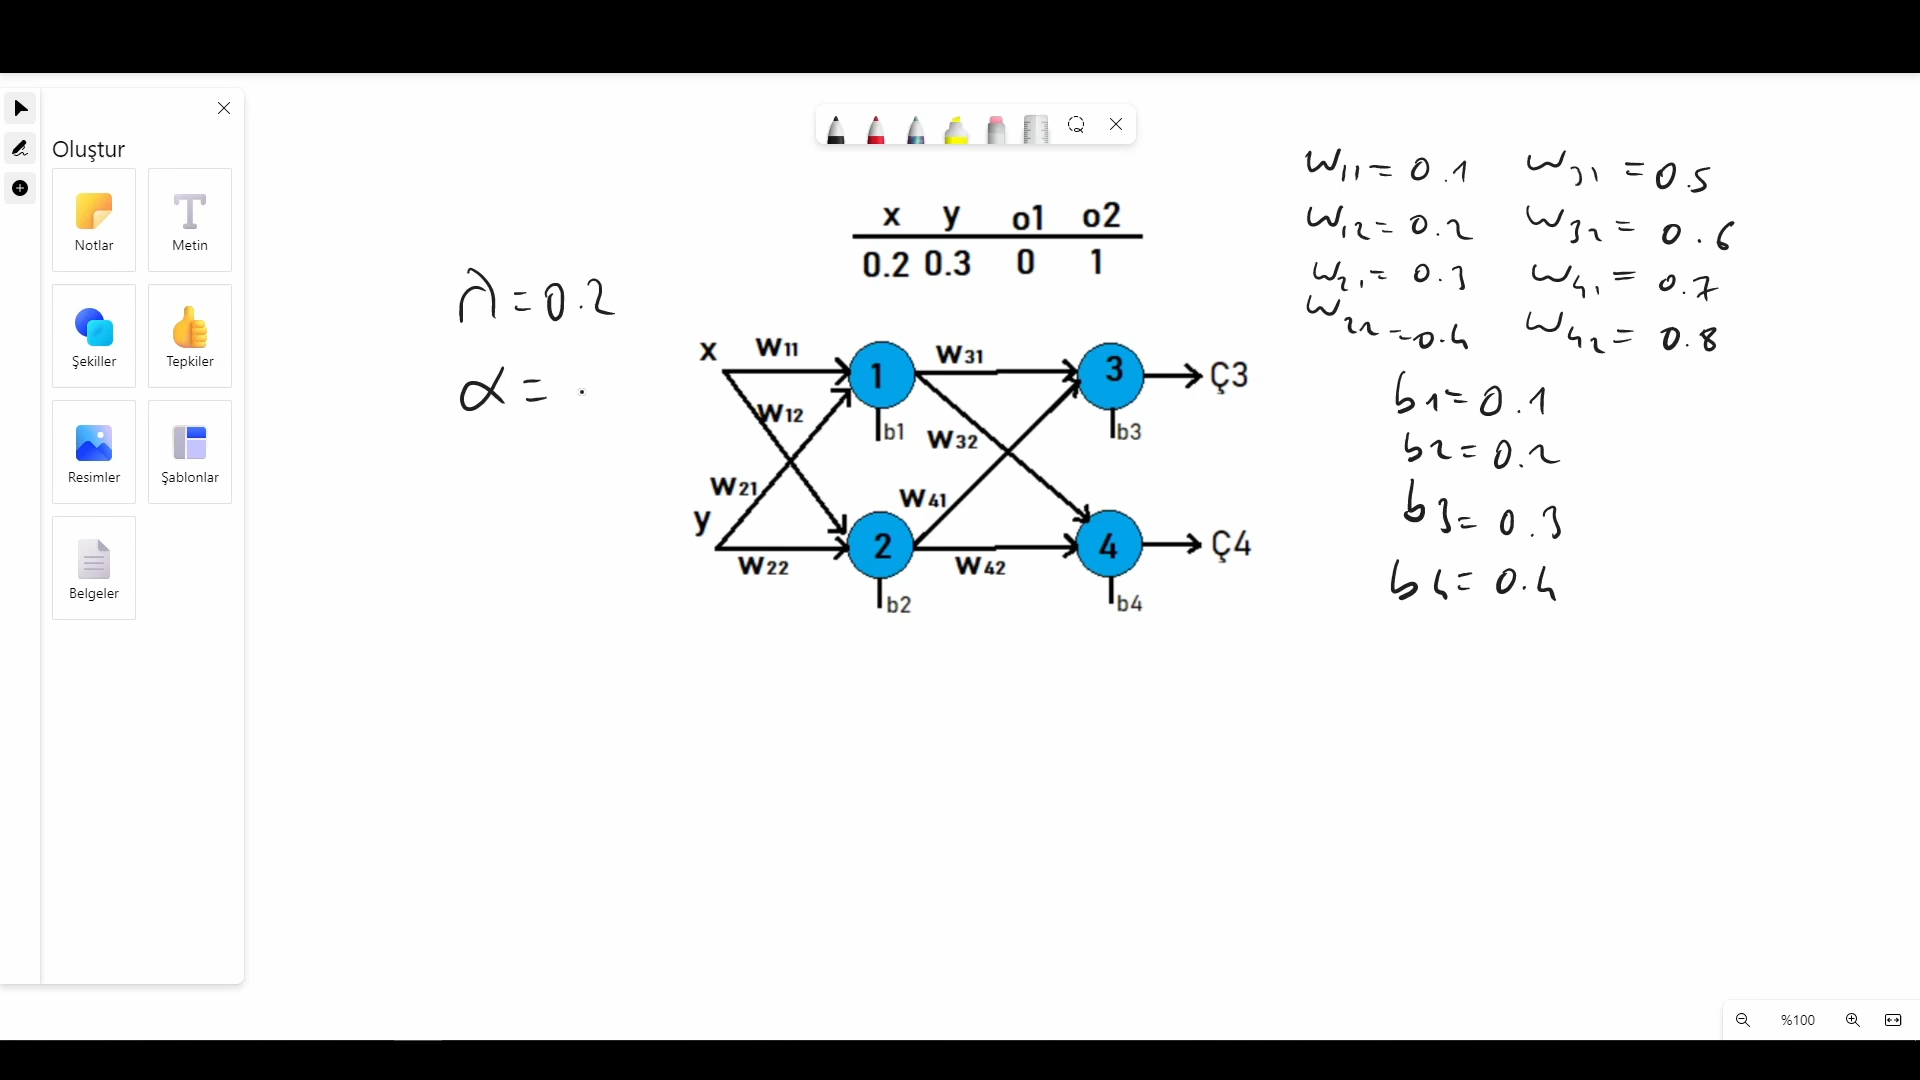 Oluştur
Notlar
Metin
Şekiller
Tepkiler
Resimler
Şablonlar
Belgeler
x y o1 o2
0.2 0.3 0 1
λ = 0.2
α =
x
W11
W12
W21
y
W22
1
b1
2
b2
W31
W32
W41
W42
3
b3
4
b4
Ç3
Ç4
w11 = 0.1 w31 = 0.5
w12 = 0.2 w32 = 0.6
w21 = 0.3 w41 = 0.7
w22 = 0.4 w42 = 0.8
b1 = 0.1
b2 = 0.2
b3 = 0.3
b4 = 0.4
%100